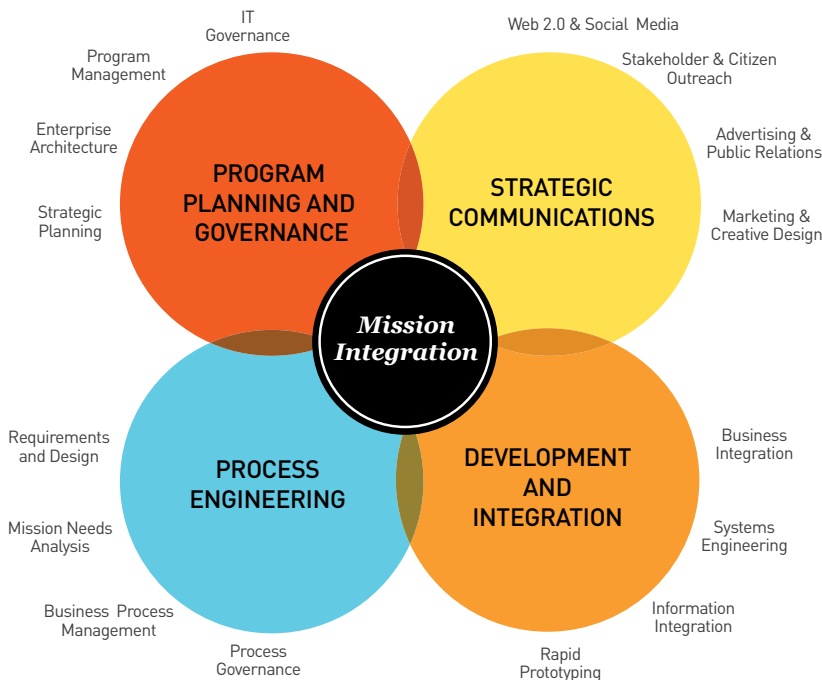 IT
Governance
Program
Management
Enterprise
Architecture
Strategic
Planning
PROGRAM
PLANNING AND
GOVERNANCE
Web 2.0 & Social Media
Stakeholder & Citizen
Outreach
Advertising &
Public Relations
Marketing &
Creative Design
STRATEGIC
COMMUNICATIONS
Mission
Integration
Requirements
and Design
Mission Needs
Analysis
Business Process
Management
Process
Governance
PROCESS
ENGINEERING
DEVELOPMENT
AND
INTEGRATION
Business
Integration
Systems
Engineering
Information
Integration
Rapid
Prototyping